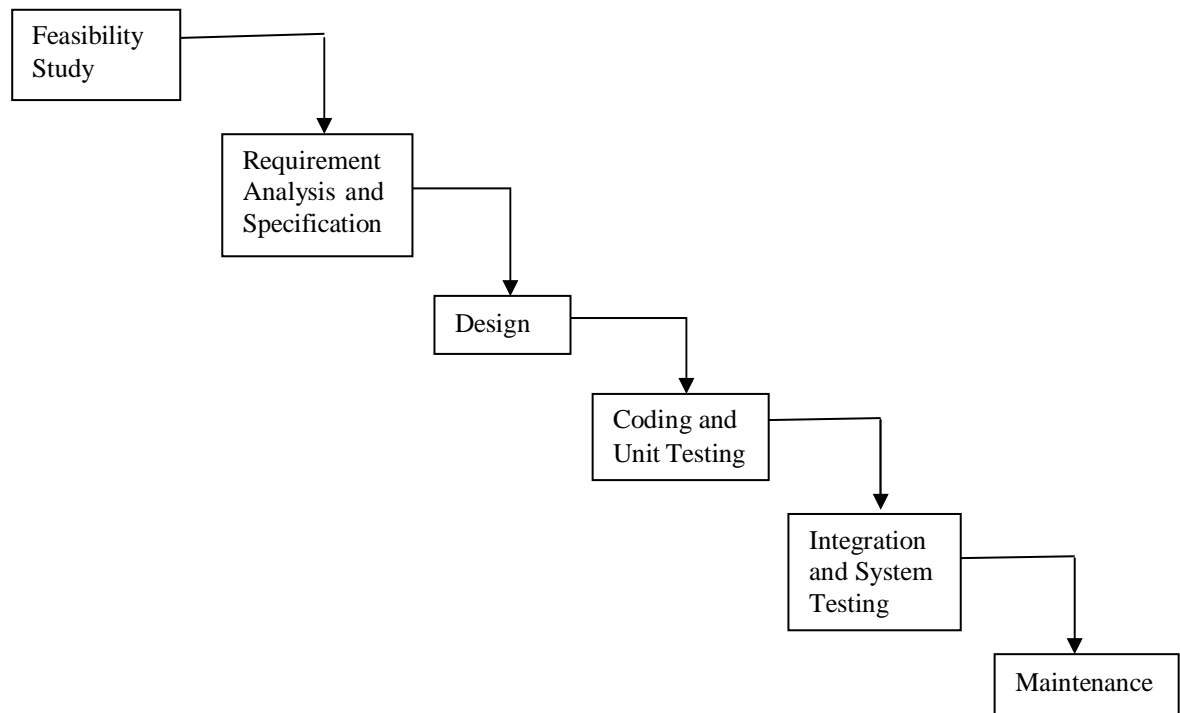 Feasibility
Study
Requirement
Analysis and
Specification
Design
Coding and
Unit Testing
Integration
and System
Testing
Maintenance